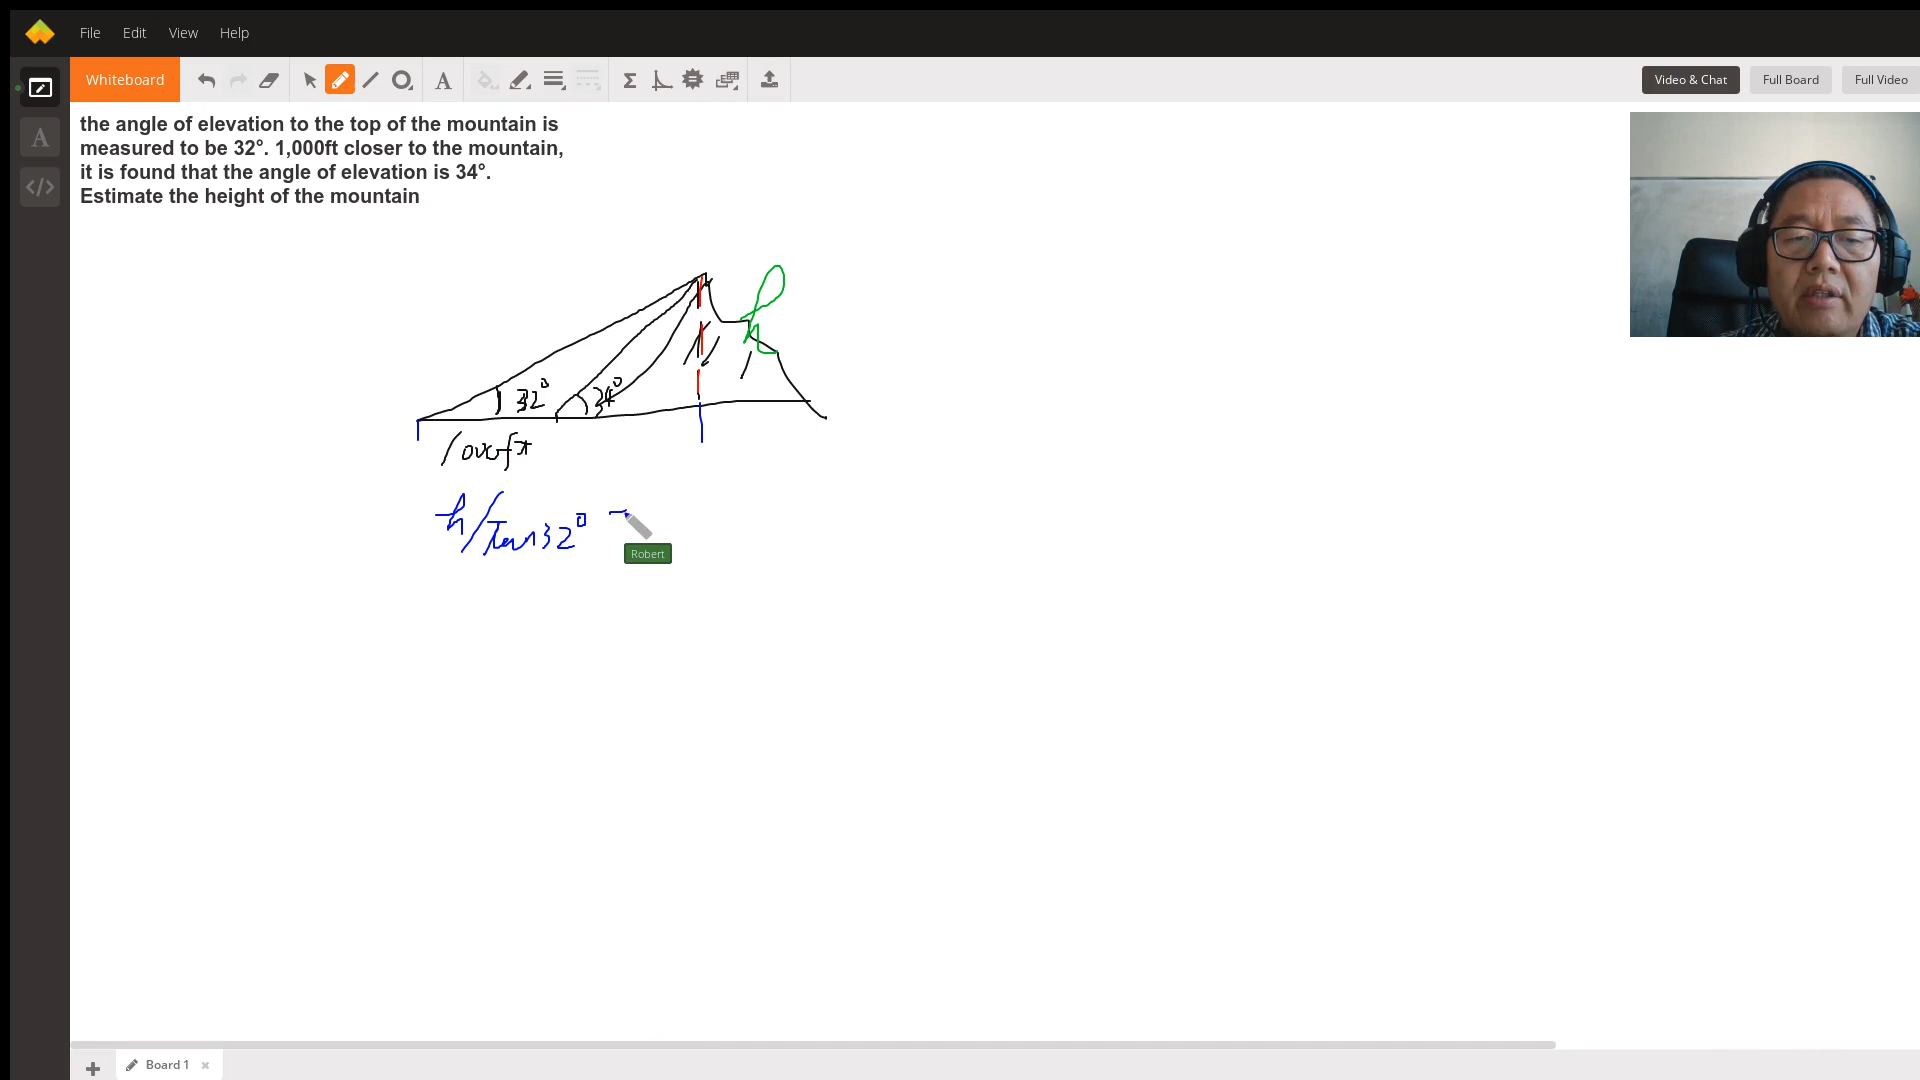 File Edit View Help
Whiteboard
Video & Chat Full Board Full Video
the angle of elevation to the top of the mountain is
measured to be 32°. 1,000ft closer to the mountain,
it is found that the angle of elevation is 34°.
Estimate the height of the mountain
h
32° 34°
1000ft
h/Tan32° -
Robert
Board 1